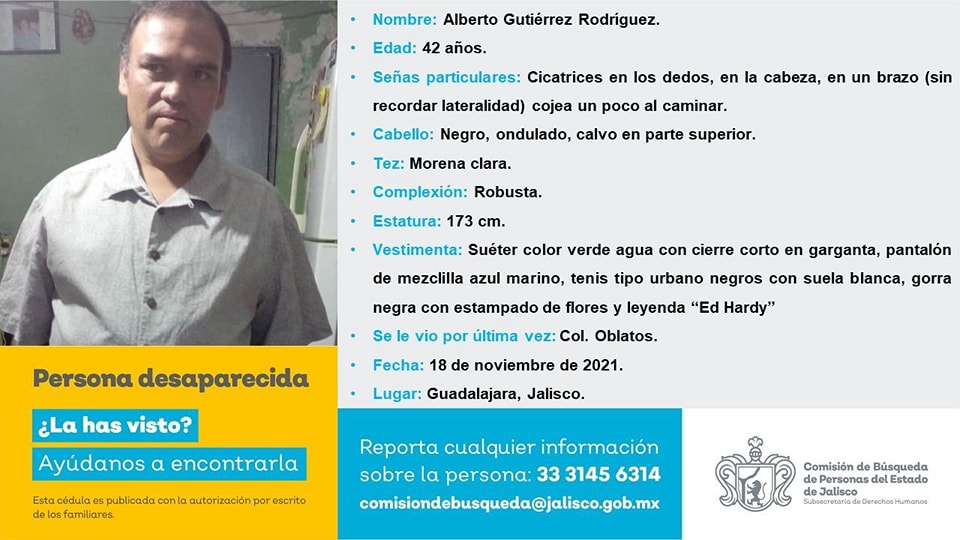 • Nombre: Alberto Gutiérrez Rodríguez.
• Edad: 42 años.
• Señas particulares: Cicatrices en los dedos, en la cabeza, en un brazo (sin
recordar lateralidad) cojea un poco al caminar.
• Cabello: Negro, ondulado, calvo en parte superior.
• Tez: Morena clara.
• Complexión: Robusta.
• Estatura: 173 cm.
• Vestimenta: Suéter color verde agua con cierre corto en garganta, pantalón
de mezclilla azul marino, tenis tipo urbano negros con suela blanca, gorra
negra con estampado de flores y leyenda “Ed Hardy”
• Se le vio por última vez: Col. Oblatos.
• Fecha: 18 de noviembre de 2021.
• Lugar: Guadalajara, Jalisco.
Persona desaparecida
¿La has visto?
Ayúdanos a encontrarla
Esta cédula es publicada con la autorización por escrito
de los familiares.
Reporta cualquier información
sobre la persona: 33 3145 6314
comisiondebusqueda@jalisco.gob.mx
Comisión de Búsqueda
de Personas del Estado
de Jalisco
Subsecretaría de Derechos Humanos